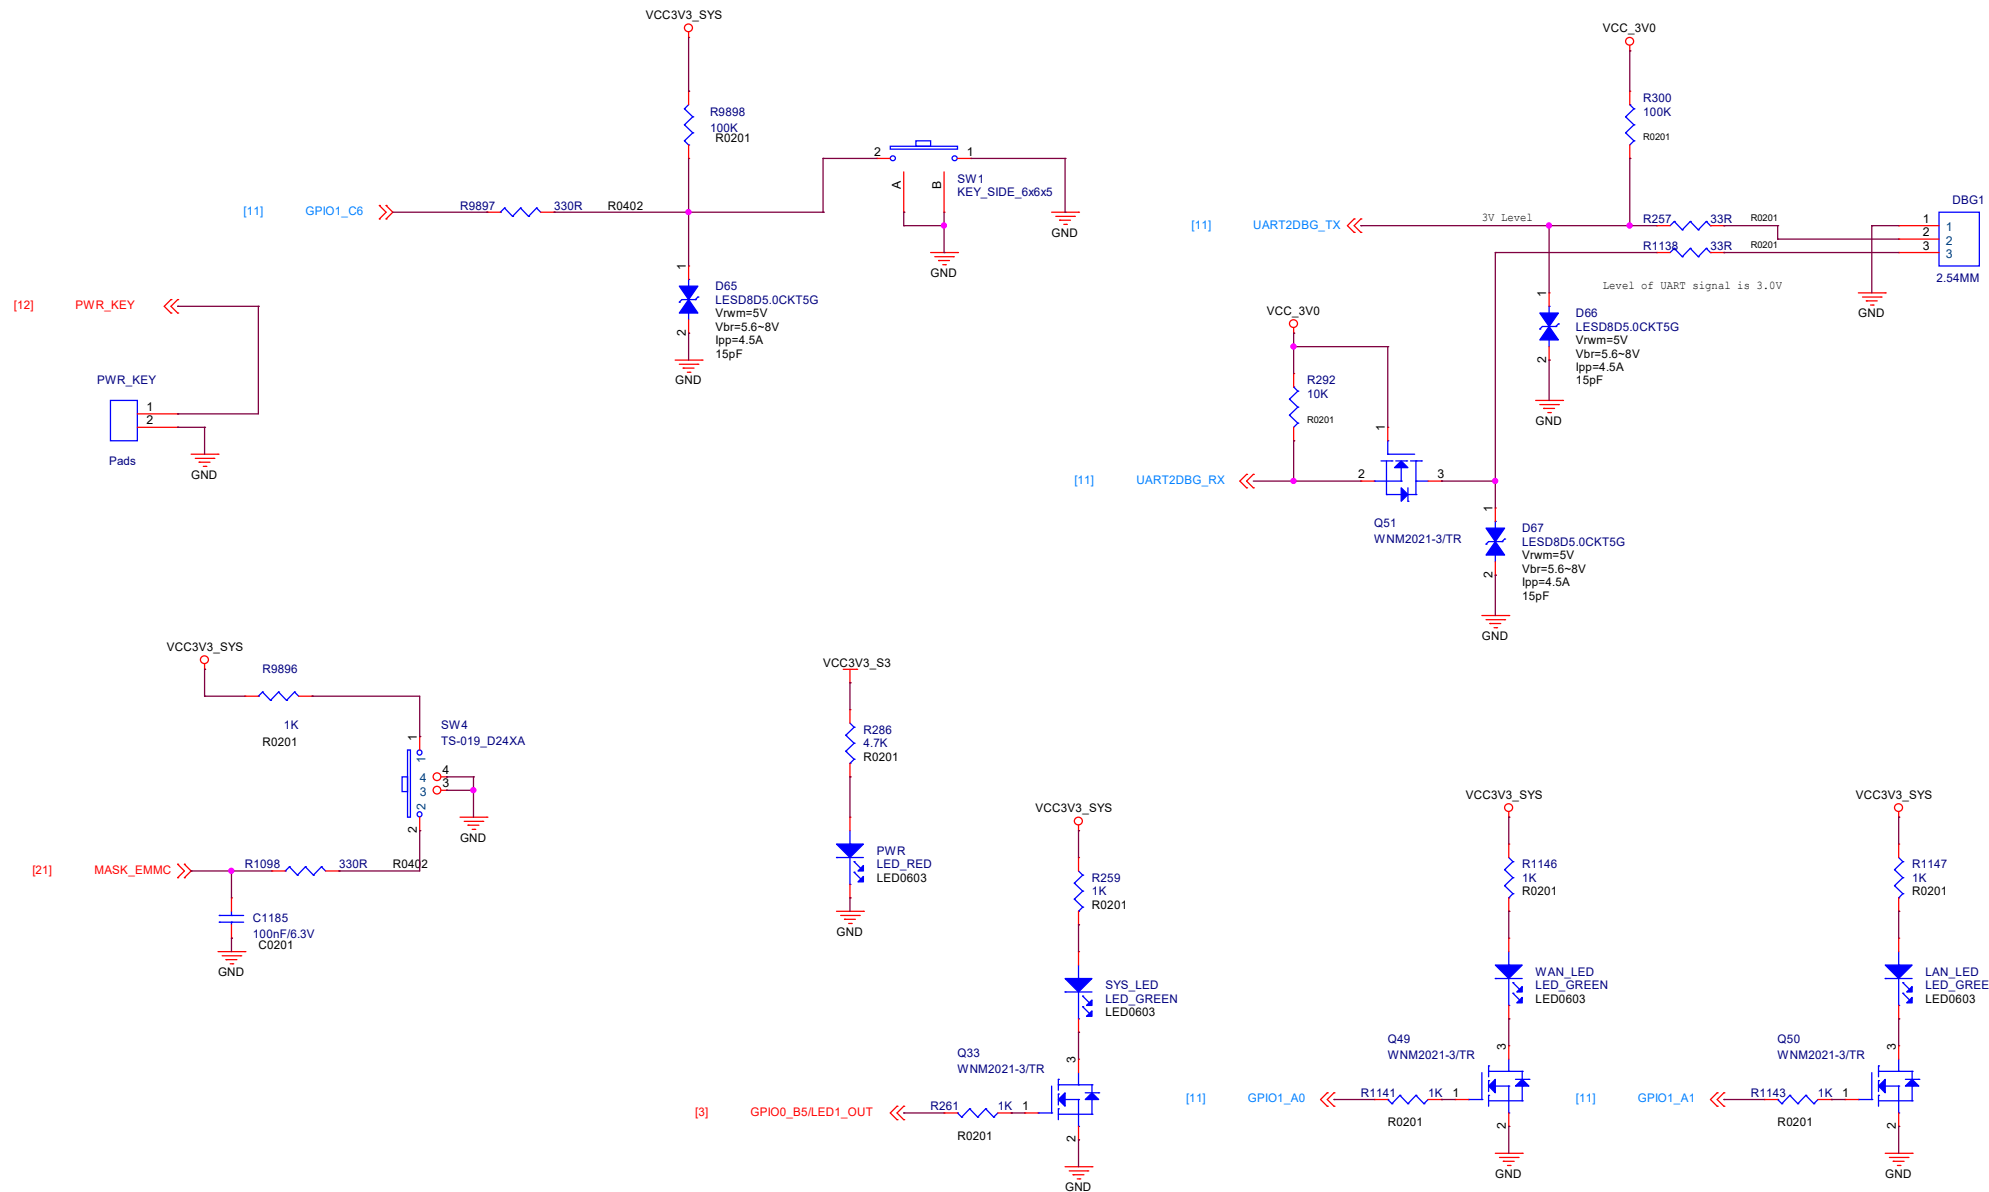 VCC3V3_SYS
R9898
100K
R0201
2
1
A
B
SW1
KEY_SIDE_6x6x5
GND
GND
[11]
GPIO1_C6
R9897
330R
R0402
1
2
D65
LESD8D5.0CKT5G
Vrwm=5V
Vbr=5.6~8V
Ipp=4.5A
15pF
GND
[12]
PWR_KEY
PWR_KEY
1
2
Pads
GND
VCC_3V0
R300
100K
R0201
[11]
UART2DBG_TX
3V Level
R257
33R
R0201
R1138
33R
R0201
DBG1
1
2
3
1
2
3
2.54MM
GND
Level of UART signal is 3.0V
1
2
D66
LESD8D5.0CKT5G
Vrwm=5V
Vbr=5.6~8V
Ipp=4.5A
15pF
GND
VCC_3V0
R292
10K
R0201
[11]
UART2DBG_RX
1
2
3
Q51
WNM2021-3/TR
1
2
D67
LESD8D5.0CKT5G
Vrwm=5V
Vbr=5.6~8V
Ipp=4.5A
15pF
GND
VCC3V3_SYS
R9896
1K
R0201
SW4
TS-019_D24XA
1
1
4
4
3
3
2
2
GND
[21]
MASK_EMMC
R1098
330R
R0402
C1185
100nF/6.3V
C0201
GND
VCC3V3_S3
R286
4.7K
R0201
PWR
LED_RED
LED0603
GND
VCC3V3_SYS
R259
1K
R0201
SYS_LED
LED_GREEN
LED0603
Q33
WNM2021-3/TR
3
[3]
GPIO0_B5/LED1_OUT
R261
1K
1
R0201
2
GND
VCC3V3_SYS
R1146
1K
R0201
WAN_LED
LED_GREEN
LED0603
Q49
WNM2021-3/TR
3
[11]
GPIO1_A0
R1141
1K
1
R0201
2
GND
VCC3V3_SYS
R1147
1K
R0201
LAN_LED
LED_GREE
LED0603
Q50
WNM2021-3/TR
3
[11]
GPIO1_A1
R1143
1K
1
R0201
2
GND